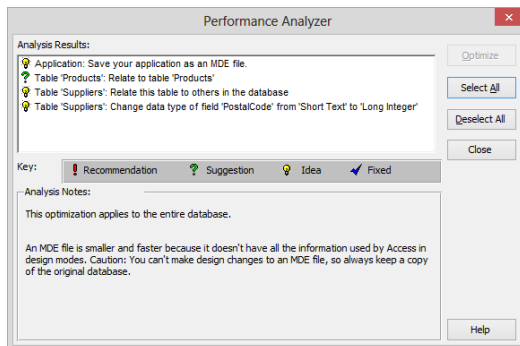 Performance Analyzer
Analysis Results:
Application: Save your application as an MDE file.
Table 'Products': Relate to table 'Products'
Table 'Suppliers': Relate this table to others in the database
Table 'Suppliers': Change data type of field 'PostalCode' from 'Short Text' to 'Long Integer'
Optimize
Select All
Deselect All
Close
Key:
Recommendation
Suggestion
Idea
Fixed
Analysis Notes:
This optimization applies to the entire database.
An MDE file is smaller and faster because it doesn't have all the information used by Access in
design modes. Caution: You can't make design changes to an MDE file, so always keep a copy
of the original database.
Help